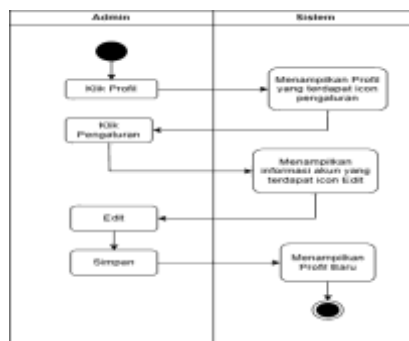 Admin
Sistem
Klik Profil
Menampilkan Profil
yang terdapat icon
pengaturan
Klik
Pengaturan
Menampilkan
informasi akun yang
terdapat icon Edit
Edit
Simpan
Menampilkan
Profil Baru